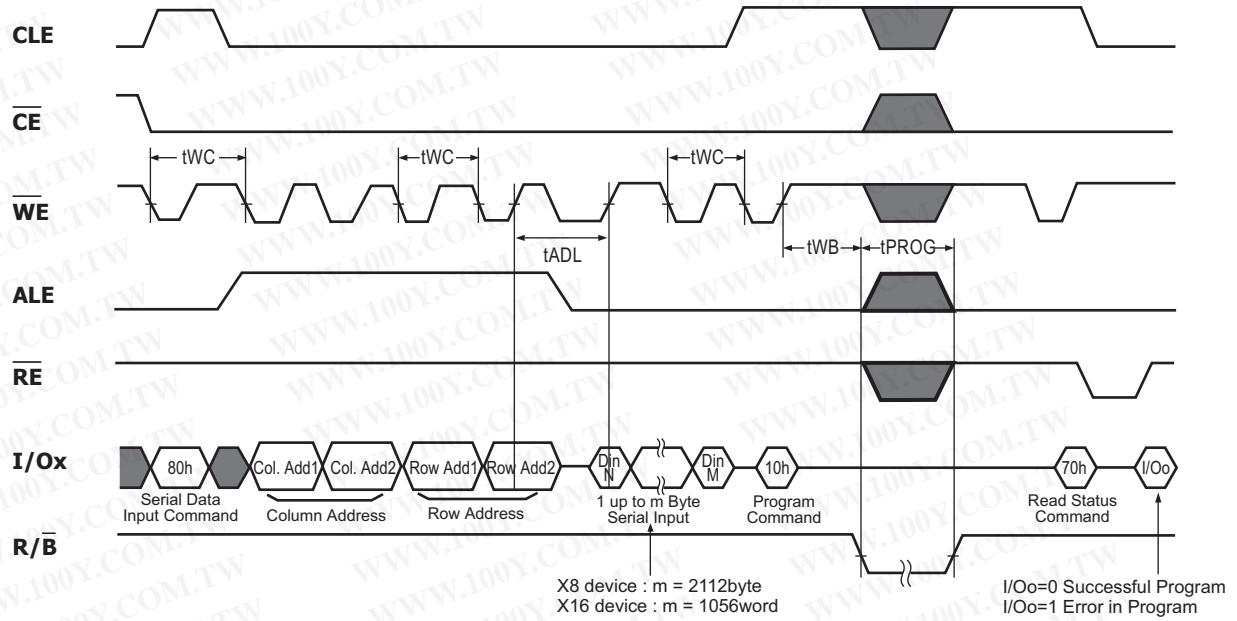 CLE
CE
tWC
tWC
tWC
WE
tADL
tWB
tPROG
ALE
RE
I/Ox
80h
Col. Add1
Col. Add2
Row Add1
Row Add2
Din
N
Din
M
10h
70h
I/Oo
Serial Data
Input Command
Column Address
Row Address
1 up to m Byte
Serial Input
Program
Command
Read Status
Command
R/B
X8 device : m = 2112byte
X16 device : m = 1056word
I/Oo=0 Successful Program
I/Oo=1 Error in Program
WWW.100Y.COM.TW